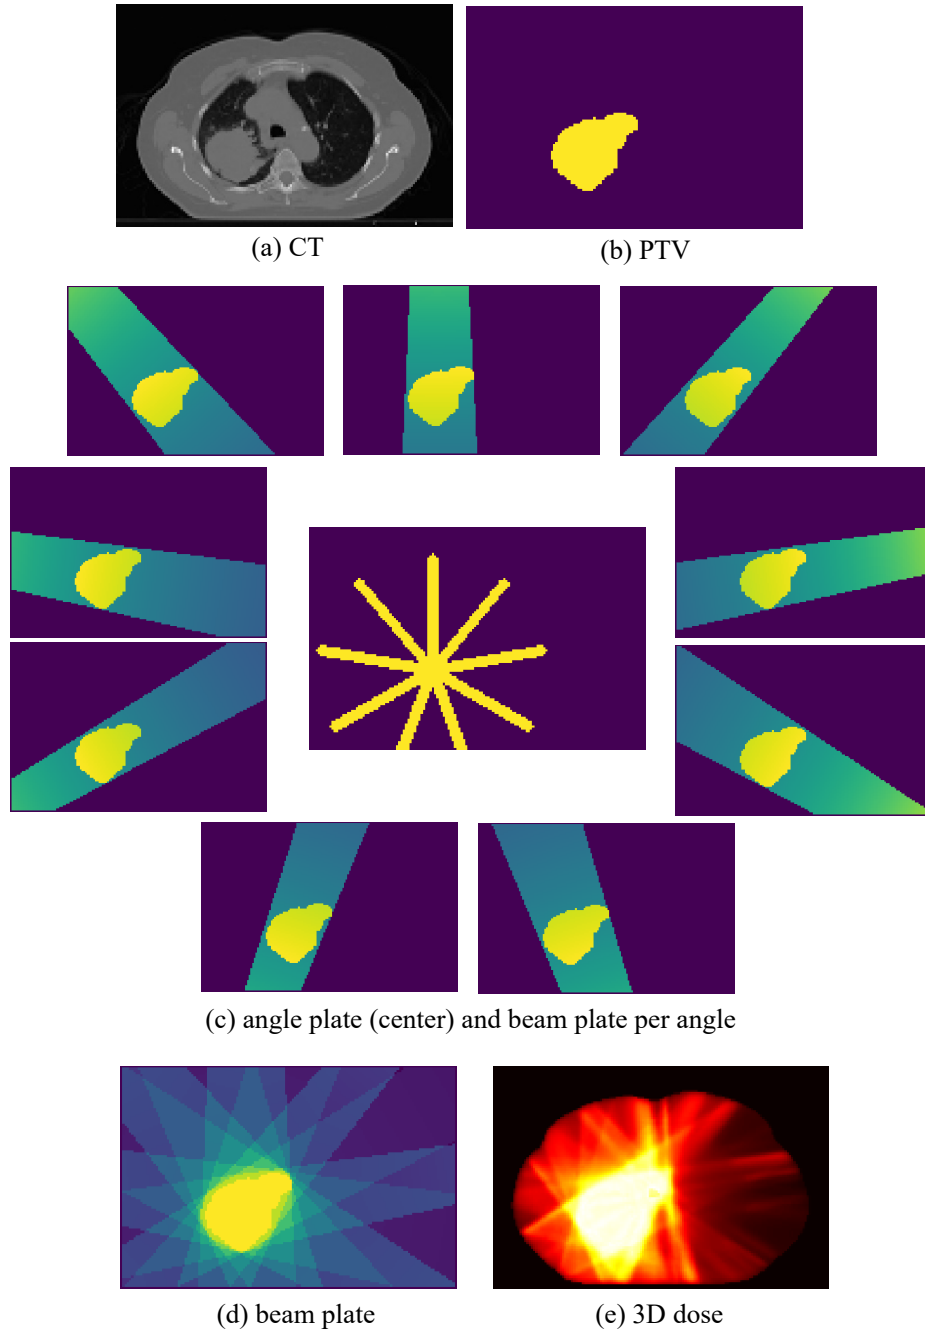 (a) CT
(b) PTV
(c) angle plate (center) and beam plate per angle
(d) beam plate
(e) 3D dose